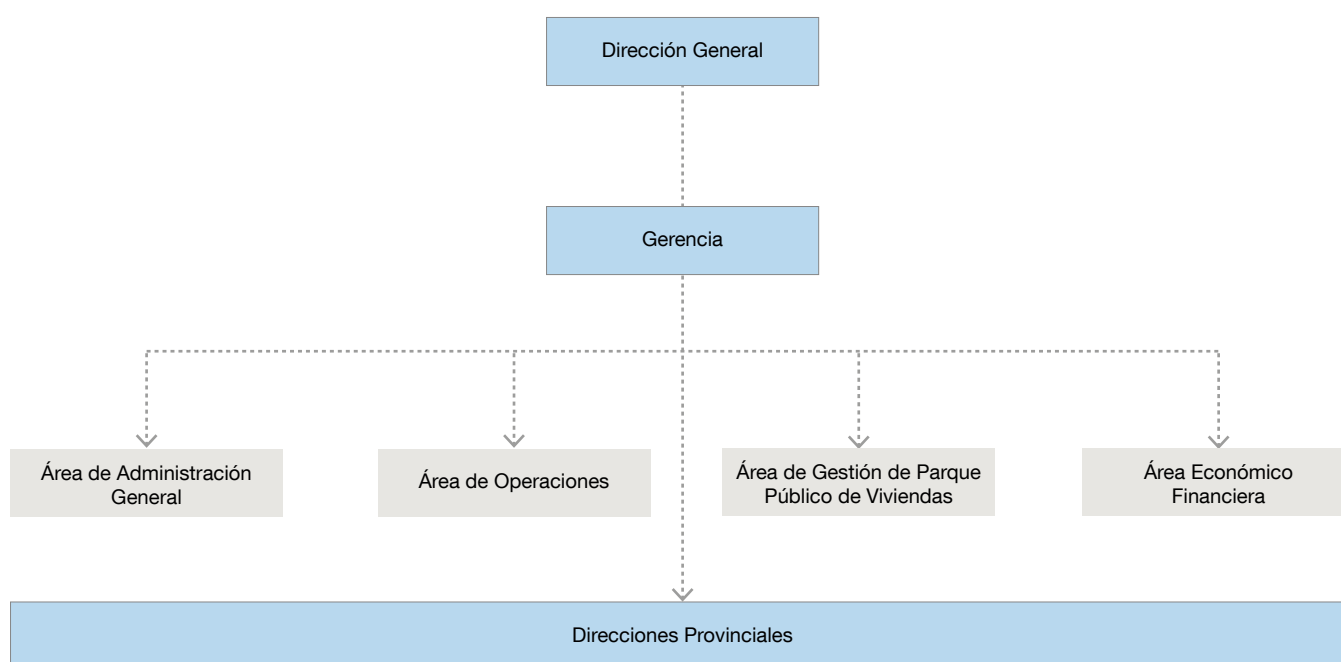 Dirección General
Gerencia
Área de Administración
General
Área de Operaciones
Área de Gestión de Parque
Público de Viviendas
Área Económico
Financiera
Direcciones Provinciales